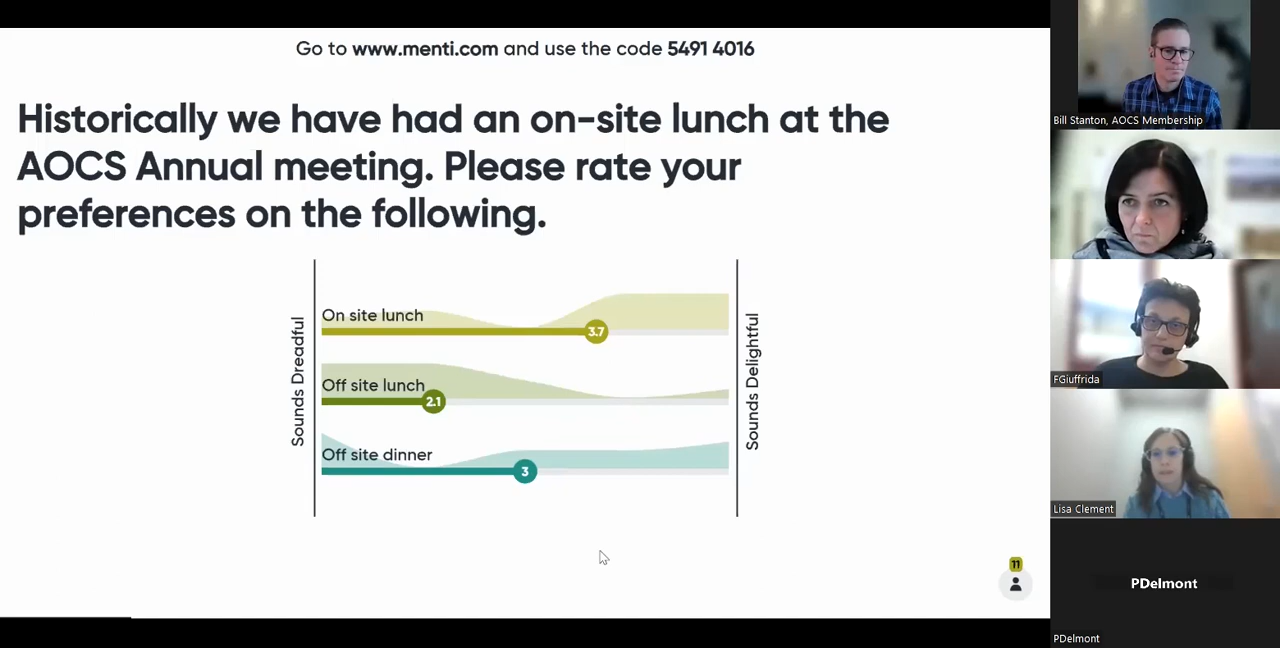 Go to www.menti.com and use the code 5491 4016
Historically we have had an on-site lunch at the
AOCS Annual meeting. Please rate your
preferences on the following.
Sounds Dreadful
On site lunch
3.7
Off site lunch
2.1
Off site dinner
3
Sounds Delightful
11
Bill Stanton, AOCS Membership
FGiuffrida
Lisa Clement
PDelmont
PDelmont